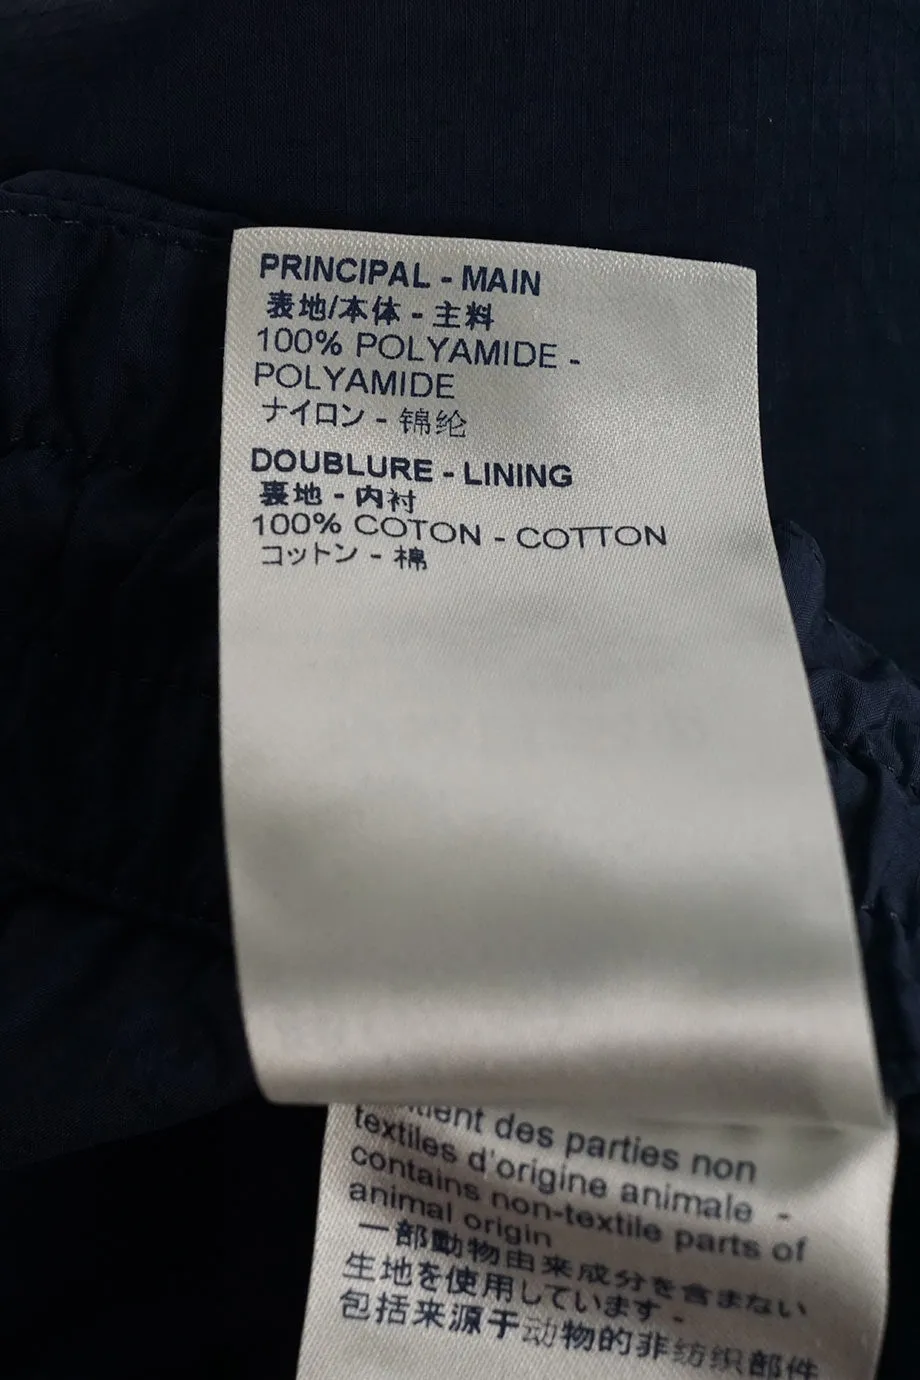 PRINCIPAL - MAIN
表地/本体 - 主料
100% POLYAMIDE -
POLYAMIDE
ナイロン - 锦纶
DOUBLURE - LINING
裏地 - 内衬
100% COTON - COTTON
コットン - 棉
des parties non
textiles d'origine animale -
contains non-textile parts of
animal origin
一部動物由来成分を含まない
生地を使用しています -
包括来源于动物的非纺织部件